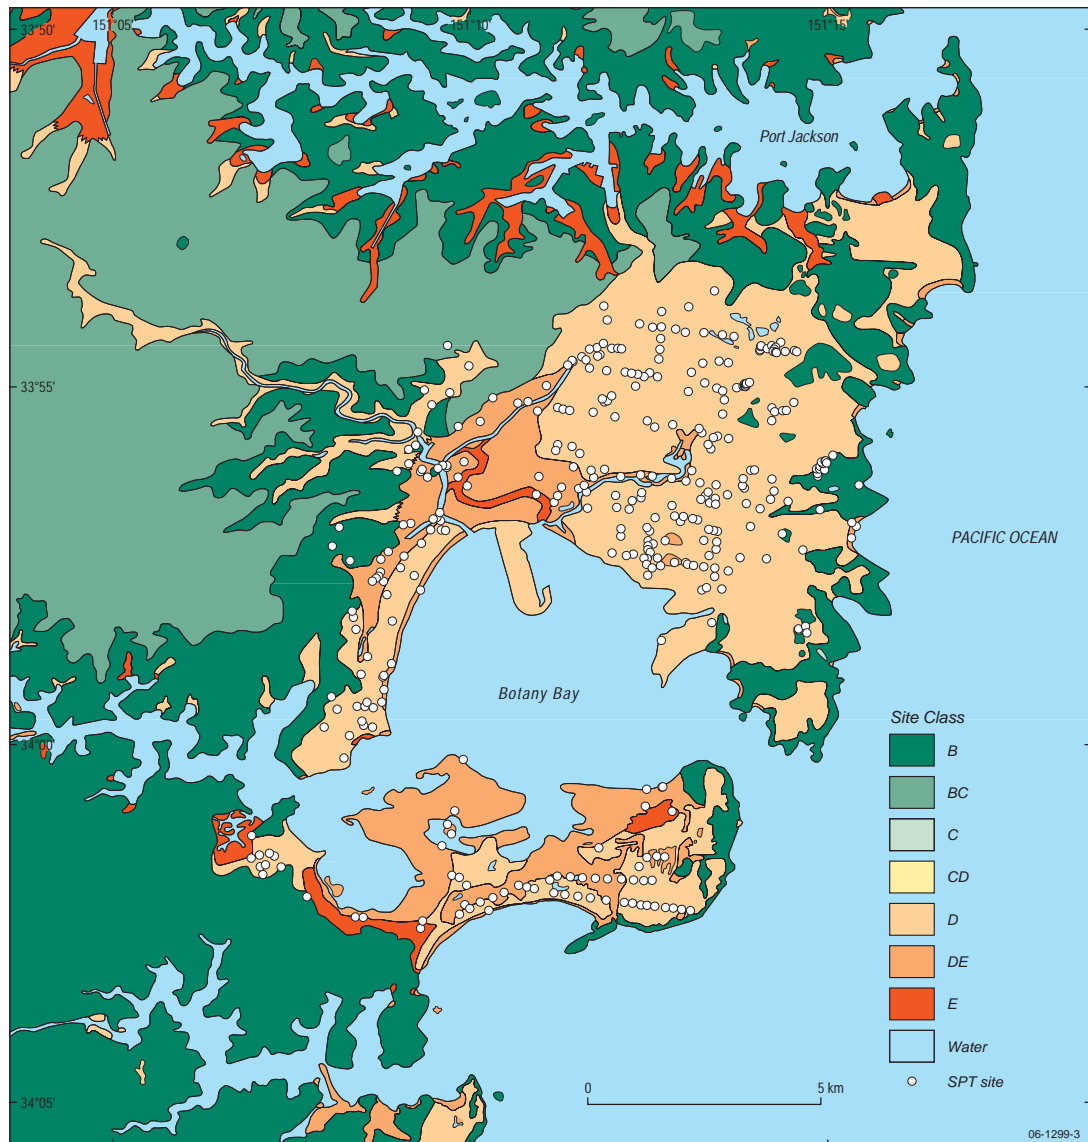 33°50'
151°05'
151°10'
151°15'
Port Jackson
33°55'
PACIFIC OCEAN
Botany Bay
34°00'
Site Class
B
BC
C
CD
D
DE
E
Water
SPT site
0
5 km
34°05'
06-1299-3